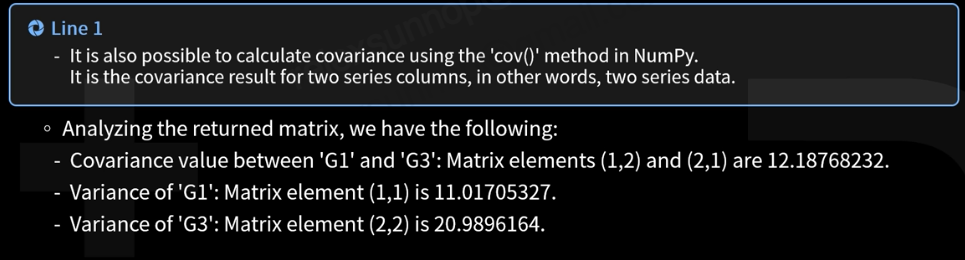 Line 1
- It is also possible to calculate covariance using the 'cov()' method in NumPy.
It is the covariance result for two series columns, in other words, two series data.
◦ Analyzing the returned matrix, we have the following:
- Covariance value between 'G1' and 'G3': Matrix elements (1,2) and (2,1) are 12.18768232.
- Variance of 'G1': Matrix element (1,1) is 11.01705327.
- Variance of 'G3': Matrix element (2,2) is 20.9896164.